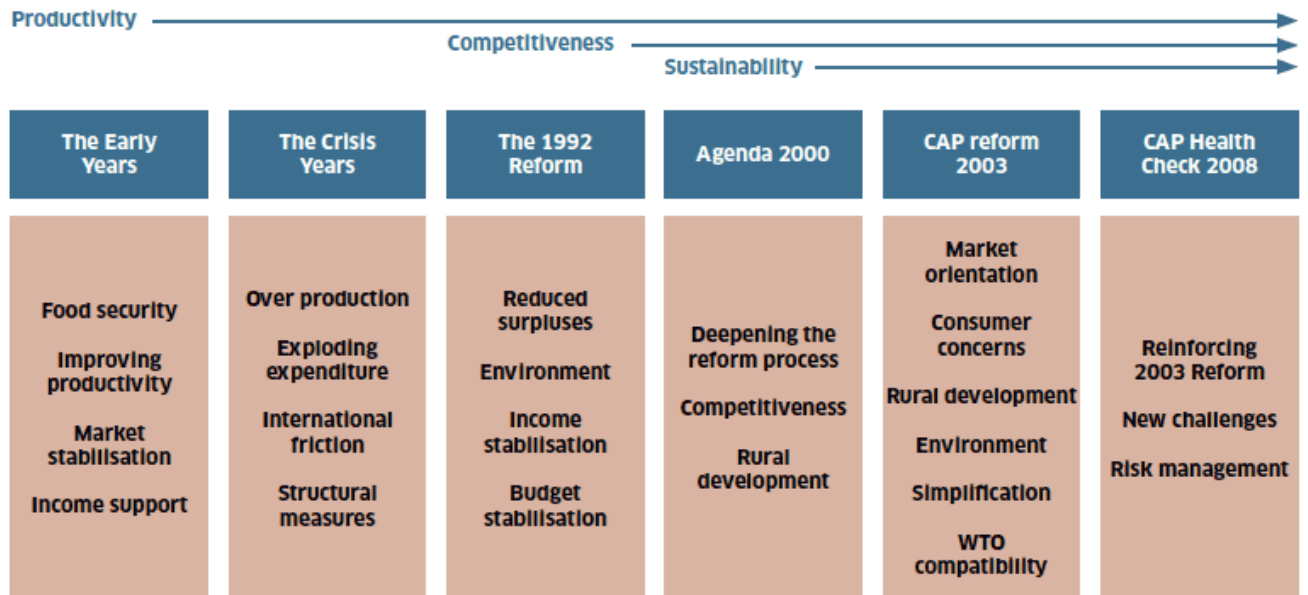 Productivity
Competitiveness
Sustainability
The Early
Years
The Crisis
Years
The 1992
Reform
Agenda 2000
CAP reform
2003
CAP Health
Check 2008
Food security
Improving
productivity
Market
stabilisation
Income support
Over production
Exploding
expenditure
International
friction
Structural
measures
Reduced
surpluses
Environment
Income
stabilisation
Budget
stabilisation
Deepening the
reform process
Competitiveness
Rural
development
Market
orientation
Consumer
concerns
Rural development
Environment
Simplification
WTO
compatibility
Reinforcing
2003 Reform
New challenges
Risk management